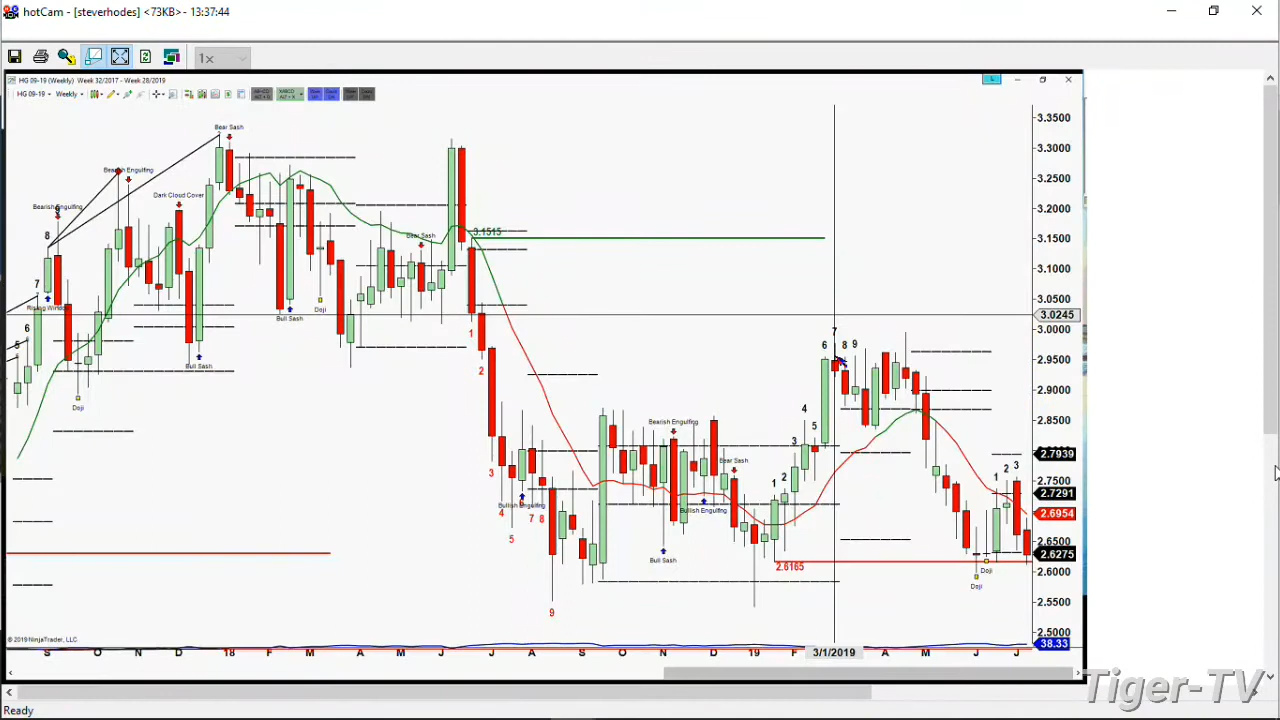 hotCam - [steverhodes] <73KB> - 13:37:44
1x
HG 09-19 (Weekly) Week 32/2017 - Week 28/2019
HG 09-19 Weekly
Bear Sash
Bearish Engulfing
Dark Cloud Cover
Bearish Engulfing
9
8
7
6
5
Doji
Bull Sash
Bull Sash
Doji
Bear Sash
3.1515
1
2
3
4
5
6
7
8
9
Bullish Engulfing
Bearish Engulfing
Bear Sash
Bullish Engulfing
Bull Sash
2.6165
1
2
3
4
5
6
7
8
9
1
2
3
Doji
Doji
3.3500
3.3000
3.2500
3.2000
3.1500
3.1000
3.0500
3.0245
3.0000
2.9500
2.9000
2.8500
2.7939
2.7500
2.7291
2.6954
2.6500
2.6275
2.6000
2.5500
2.5000
38.33
© 2019 NinjaTrader, LLC
S O N D 18 F M A M J J A S O N D 19 F 3/1/2019 A M J J
Tiger-TV
Ready